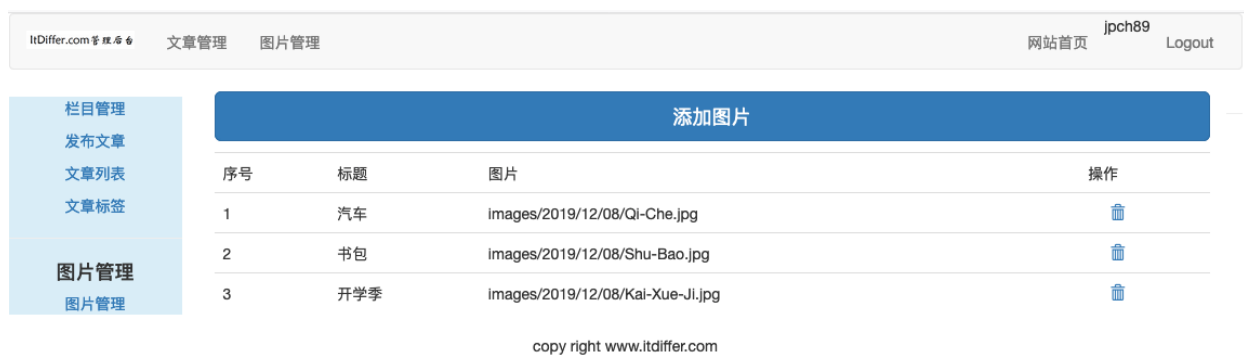 ItDiffer.com管理后台 文章管理 图片管理 网站首页 jpch89 Logout
栏目管理
发布文章
文章列表
文章标签
图片管理
图片管理
添加图片
序号 标题 图片 操作
1 汽车 images/2019/12/08/Qi-Che.jpg
2 书包 images/2019/12/08/Shu-Bao.jpg
3 开学季 images/2019/12/08/Kai-Xue-Ji.jpg
copy right www.itdiffer.com